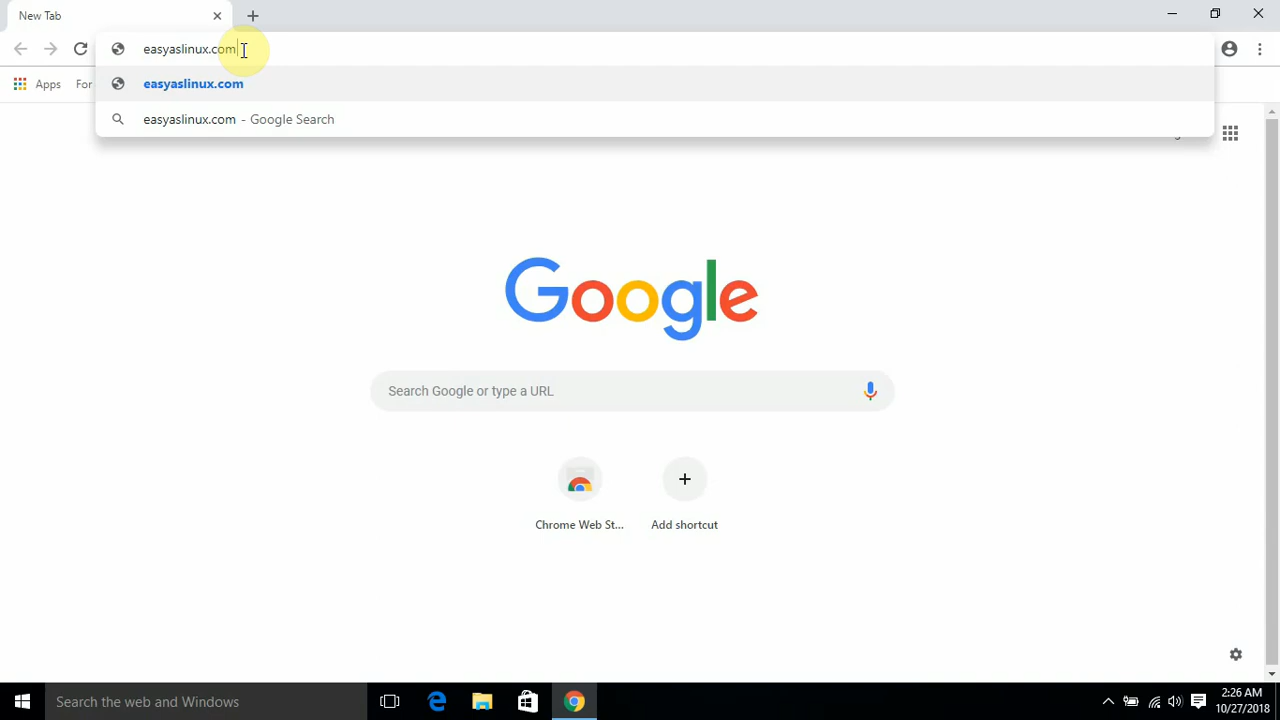 New Tab
easyaslinux.com
Apps
For
easyaslinux.com
easyaslinux.com - Google Search
Google
Search Google or type a URL
Chrome Web St...
Add shortcut
Search the web and Windows
2:26 AM
10/27/2018